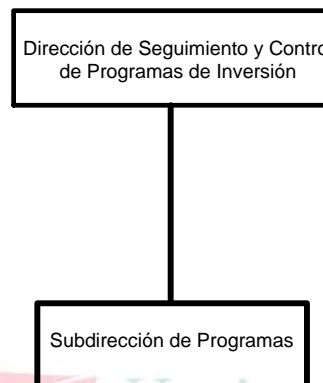 Dirección de Seguimiento y Contro
de Programas de Inversión
Subdirección de Programas